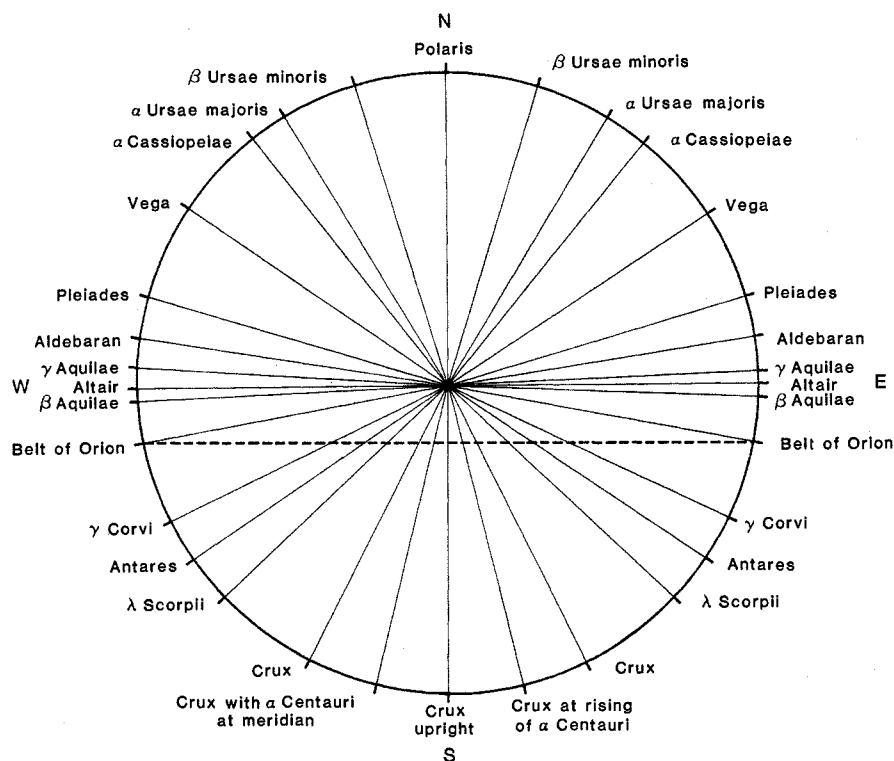 N
Polaris
β Ursae minoris
β Ursae minoris
α Ursae majoris
α Ursae majoris
α Cassiopeiae
α Cassiopeiae
Vega
Vega
Pleiades
Pleiades
Aldebaran
Aldebaran
γ Aquilae
γ Aquilae
W
Altair
Altair
E
β Aquilae
β Aquilae
Belt of Orion
Belt of Orion
γ Corvi
γ Corvi
Antares
Antares
λ Scorpii
λ Scorpii
Crux
Crux
Crux with α Centauri
at meridian
Crux
upright
Crux at rising
of α Centauri
S